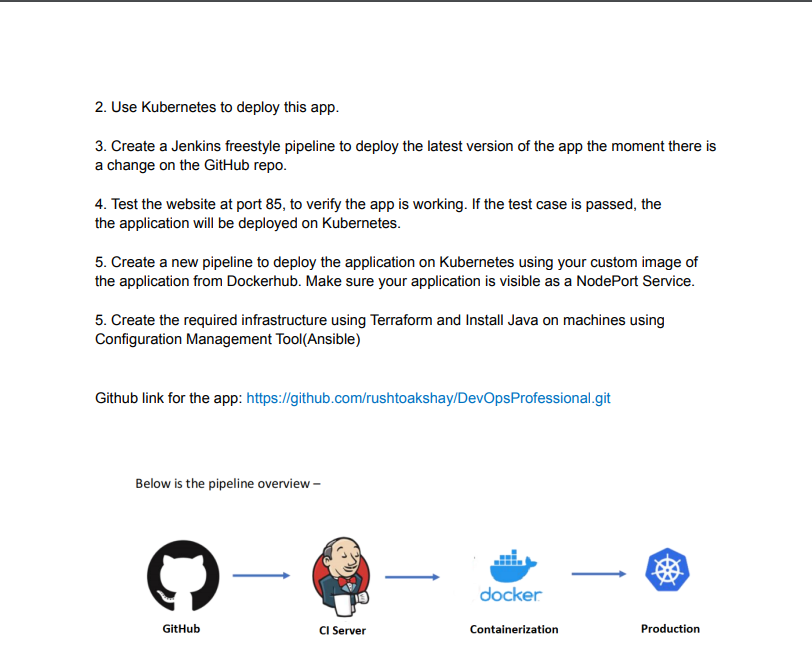 2. Use Kubernetes to deploy this app.
3. Create a Jenkins freestyle pipeline to deploy the latest version of the app the moment there is
a change on the GitHub repo.
4. Test the website at port 85, to verify the app is working. If the test case is passed, the
the application will be deployed on Kubernetes.
5. Create a new pipeline to deploy the application on Kubernetes using your custom image of
the application from Dockerhub. Make sure your application is visible as a NodePort Service.
5. Create the required infrastructure using Terraform and Install Java on machines using
Configuration Management Tool(Ansible)
Github link for the app: https://github.com/rushtoakshay/DevOpsProfessional.git
Below is the pipeline overview –
docker
GitHub
CI Server
Containerization
Production